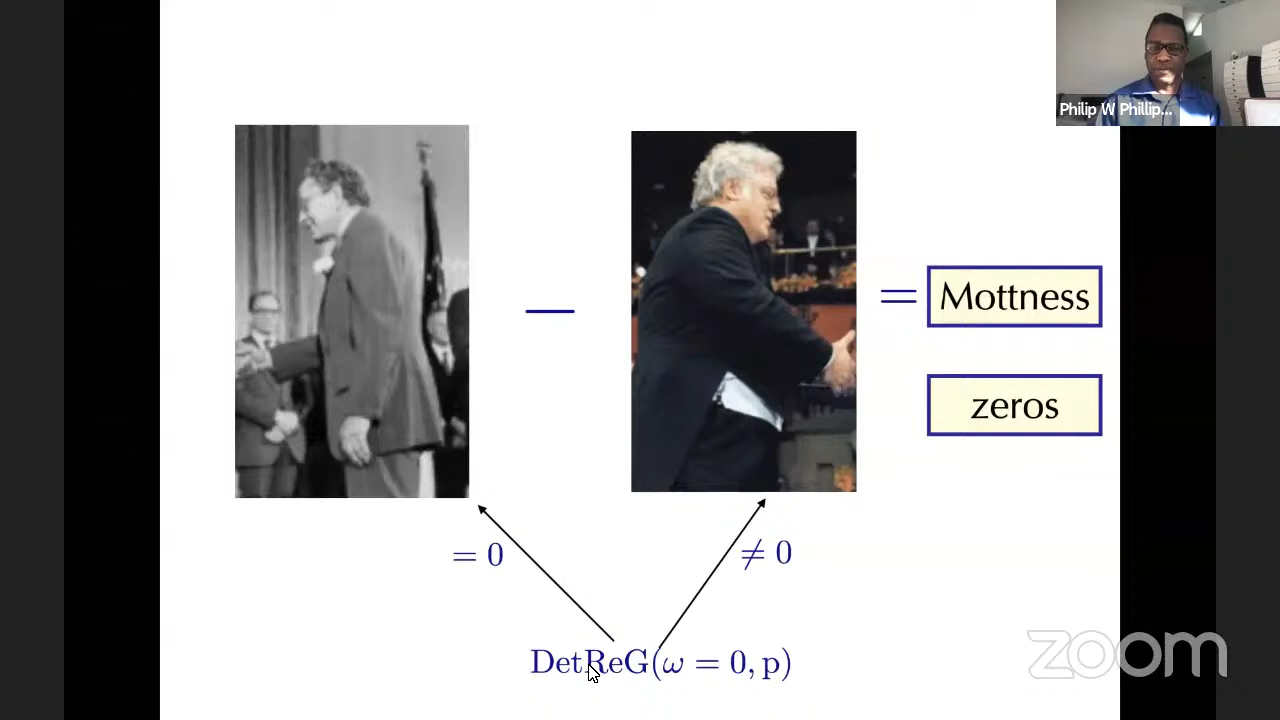 Philip W Phillip...
—
= Mottness
zeros
= 0
≠ 0
DetReG(ω = 0, p)
zoom